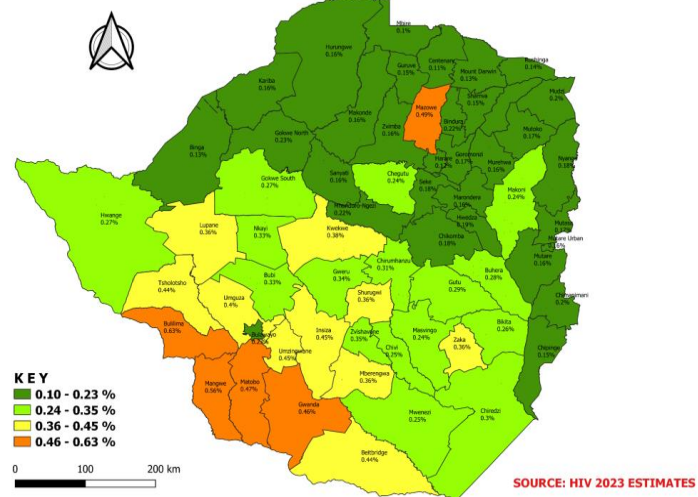 Mbire
0.1%
Hurungwe
0.16%
Guruve
0.15%
Centenary
0.11%
Mount Darwin
0.13%
Rushinga
0.14%
Kariba
0.16%
Mazowe
0.49%
Shamva
0.15%
Mudzi
0.2%
Makonde
0.16%
Zvimba
0.16%
Bindura
0.22%
Mutoko
0.17%
Gokwe North
0.23%
Binga
0.13%
Goromonzi
0.17%
Murehwa
0.16%
Nyanga
0.18%
Sanyati
0.16%
Chegutu
0.24%
Seke
0.18%
Makoni
0.24%
Gokwe South
0.27%
Marondera
Mhondoro Ngezi
0.22%
Hwedza
0.19%
Hwange
0.27%
Lupane
0.36%
Nkayi
0.33%
Kwekwe
0.38%
Chikomba
0.18%
Mutasa
Mutare Urban
Mutare
0.16%
Chirumhanzu
0.31%
Tsholotsho
0.44%
Bubi
0.33%
Gweru
0.34%
Buhera
0.28%
Gutu
0.29%
Chimanimani
0.2%
Umguza
0.4%
Shurugwi
0.36%
Bulilima
0.63%
Bulawayo
Insiza
0.45%
Zvishavane
0.35%
Masvingo
0.24%
Bikita
0.26%
Zaka
0.36%
Chipinge
0.15%
Umzingwane
0.45%
Chivi
0.25%
Mangwe
0.56%
Matobo
0.47%
Mberengwa
0.36%
Gwanda
0.46%
Mwenezi
0.25%
Chiredzi
0.3%
Beitbridge
0.44%
KEY
0.10 - 0.23 %
0.24 - 0.35 %
0.36 - 0.45 %
0.46 - 0.63 %
0 100 200 km
SOURCE: HIV 2023 ESTIMATES